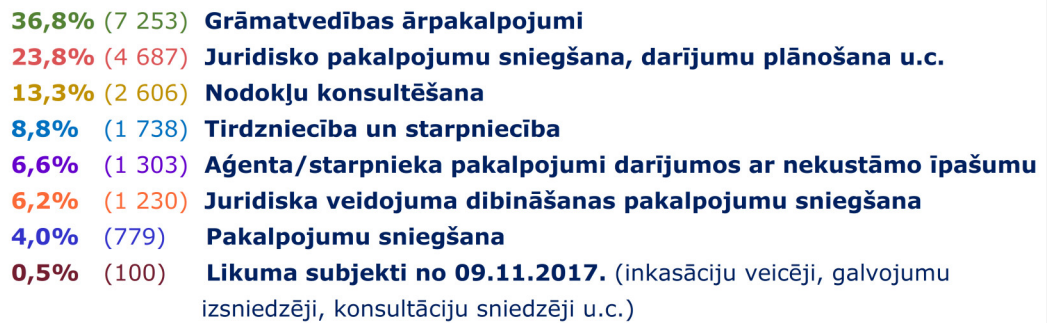 36,8% (7 253) Grāmatvedības ārpakalpojumi
23,8% (4 687) Juridisko pakalpojumu sniegšana, darījumu plānošana u.c.
13,3% (2 606) Nodokļu konsultēšana
8,8% (1 738) Tirdzniecība un starpniecība
6,6% (1 303) Aģenta/starpnieka pakalpojumi darījumos ar nekustāmo īpašumu
6,2% (1 230) Juridiska veidojuma dibināšanas pakalpojumu sniegšana
4,0% (779) Pakalpojumu sniegšana
0,5% (100) Likuma subjekti no 09.11.2017. (inkasāciju veicēji, galvojumu
izsniedzēji, konsultāciju sniedzēji u.c.)